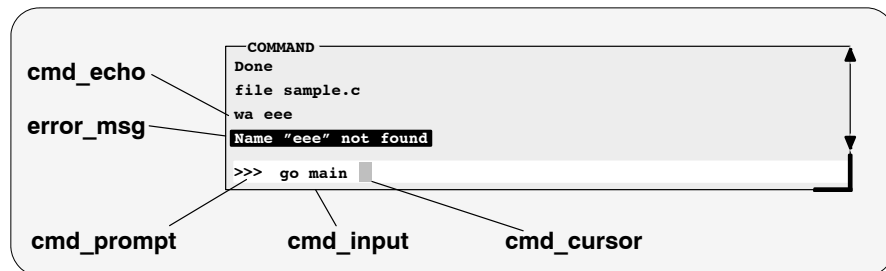 COMMAND
Done
cmd_echo
file sample.c
wa eee
error_msg
Name ″eee″ not found
>>> go main
cmd_prompt cmd_input cmd_cursor